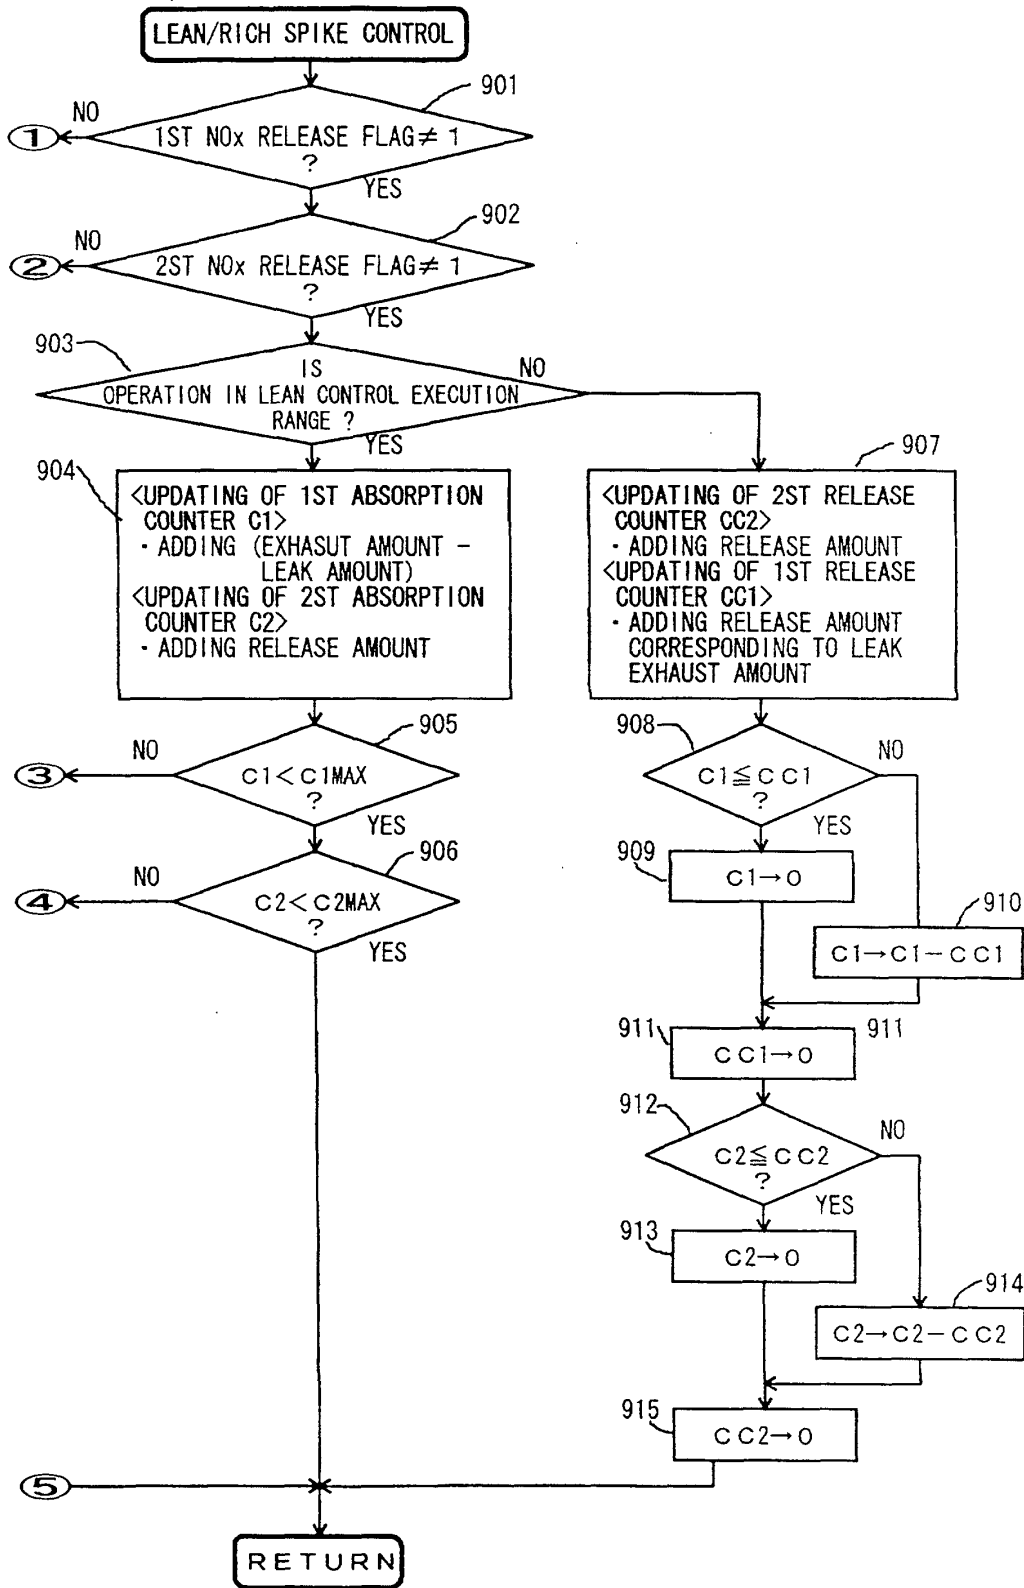 LEAN/RICH SPIKE CONTROL
901
NO
①
1ST NOx RELEASE FLAG≠ 1
?
YES
902
NO
②
2ST NOx RELEASE FLAG≠ 1
?
YES
903
IS
OPERATION IN LEAN CONTROL EXECUTION
RANGE ?
NO
YES
904
<UPDATING OF 1ST ABSORPTION
COUNTER C1>
・ADDING (EXHASUT AMOUNT －
LEAK AMOUNT)
<UPDATING OF 2ST ABSORPTION
COUNTER C2>
・ADDING RELEASE AMOUNT
907
<UPDATING OF 2ST RELEASE
COUNTER CC2>
・ADDING RELEASE AMOUNT
<UPDATING OF 1ST RELEASE
COUNTER CC1>
・ADDING RELEASE AMOUNT
CORRESPONDING TO LEAK
EXHAUST AMOUNT
905
NO
③
C1＜C1MAX
?
YES
906
NO
④
C2＜C2MAX
?
YES
908
NO
C1≦CC1
?
YES
909
C1→0
910
C1→C1－CC1
911
911
CC1→0
912
NO
C2≦CC2
?
YES
913
C2→0
914
C2→C2－CC2
915
CC2→0
⑤
RETURN